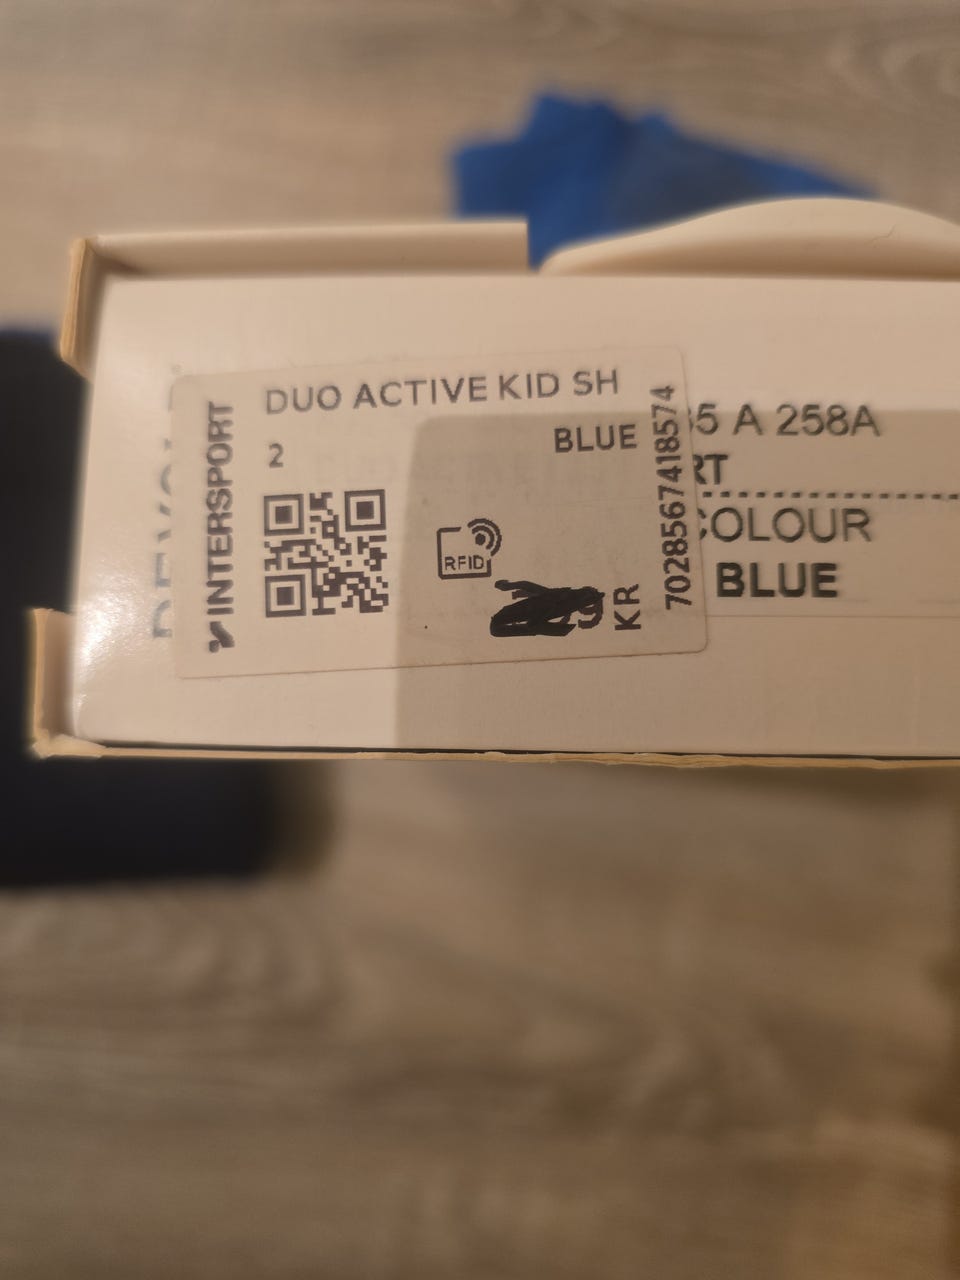 DUO ACTIVE KID SH
2
BLUE
INTERSPORT
RFID
KR
7028567418574
5 A 258A
RT
COLOUR
BLUE